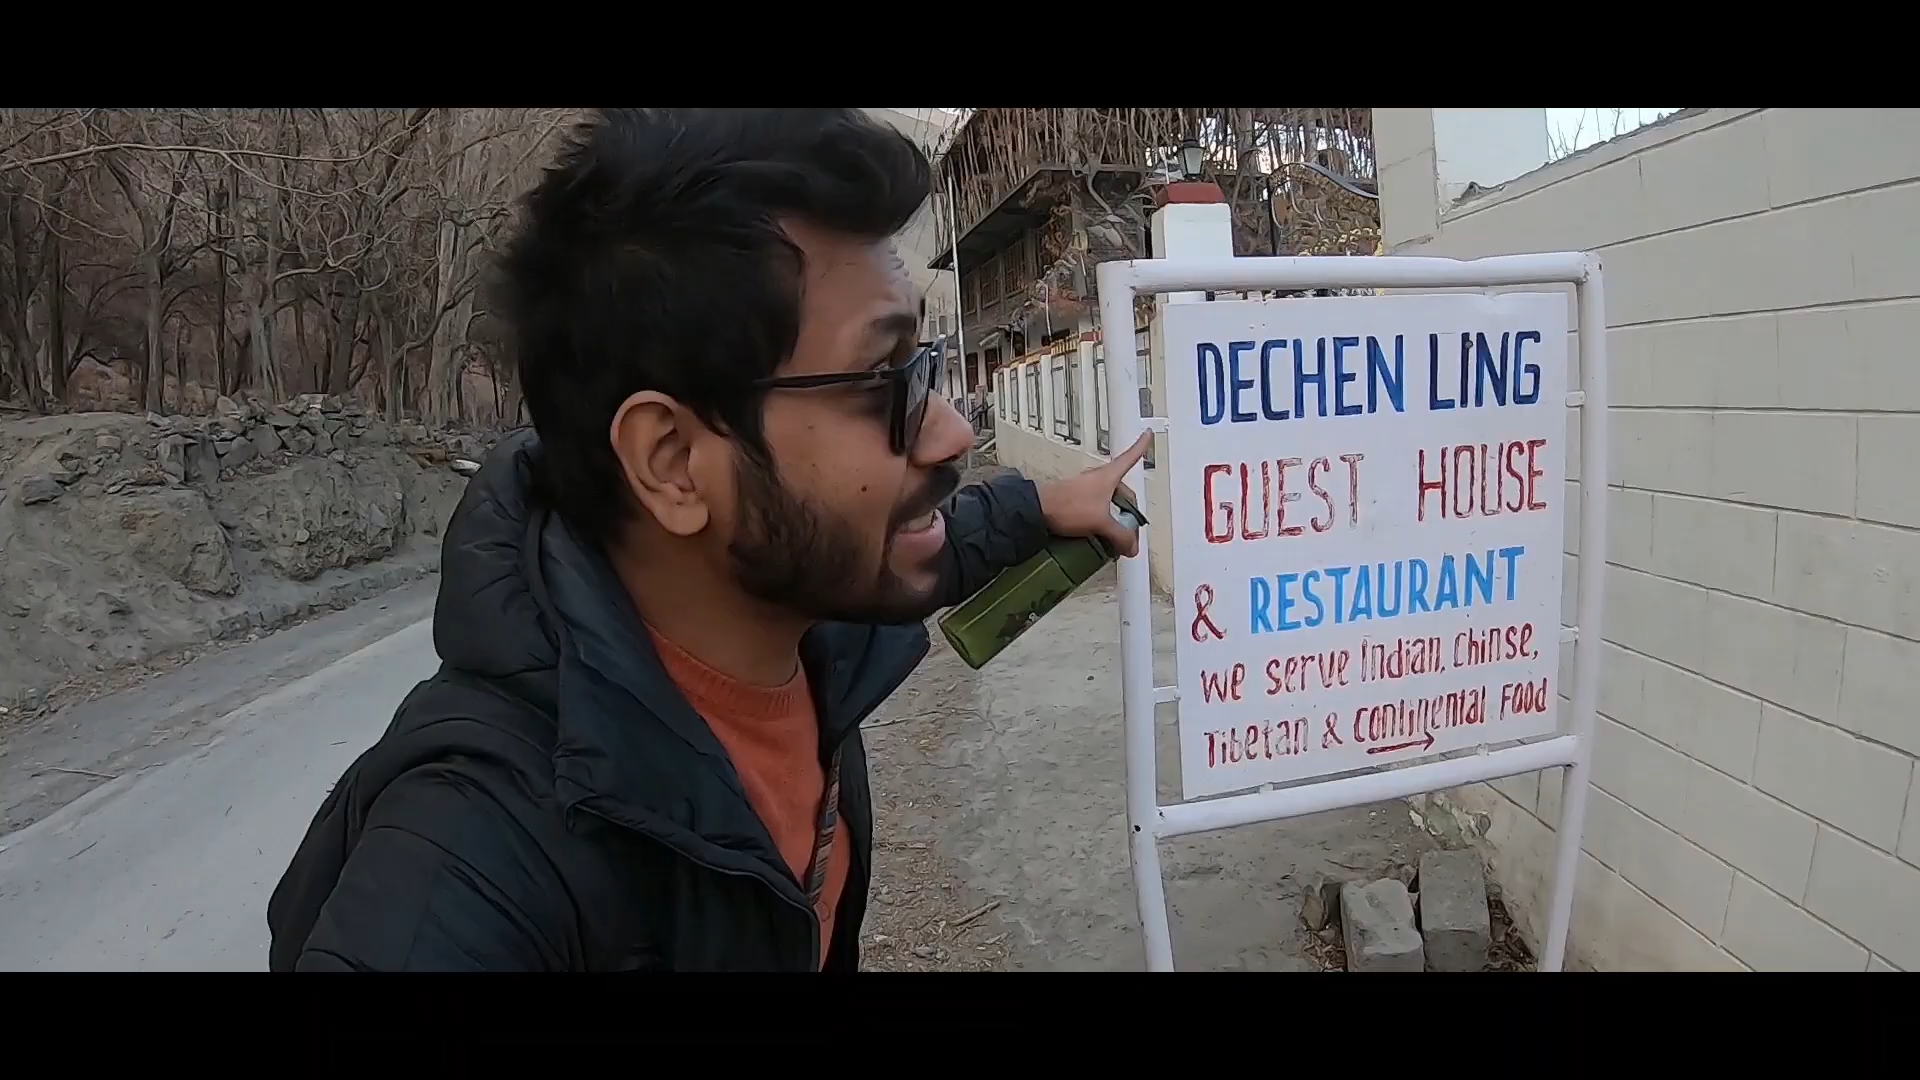 DECHEN LING
GUEST HOUSE
& RESTAURANT
We serve Indian, Chinse,
Tibetan & Continental Food